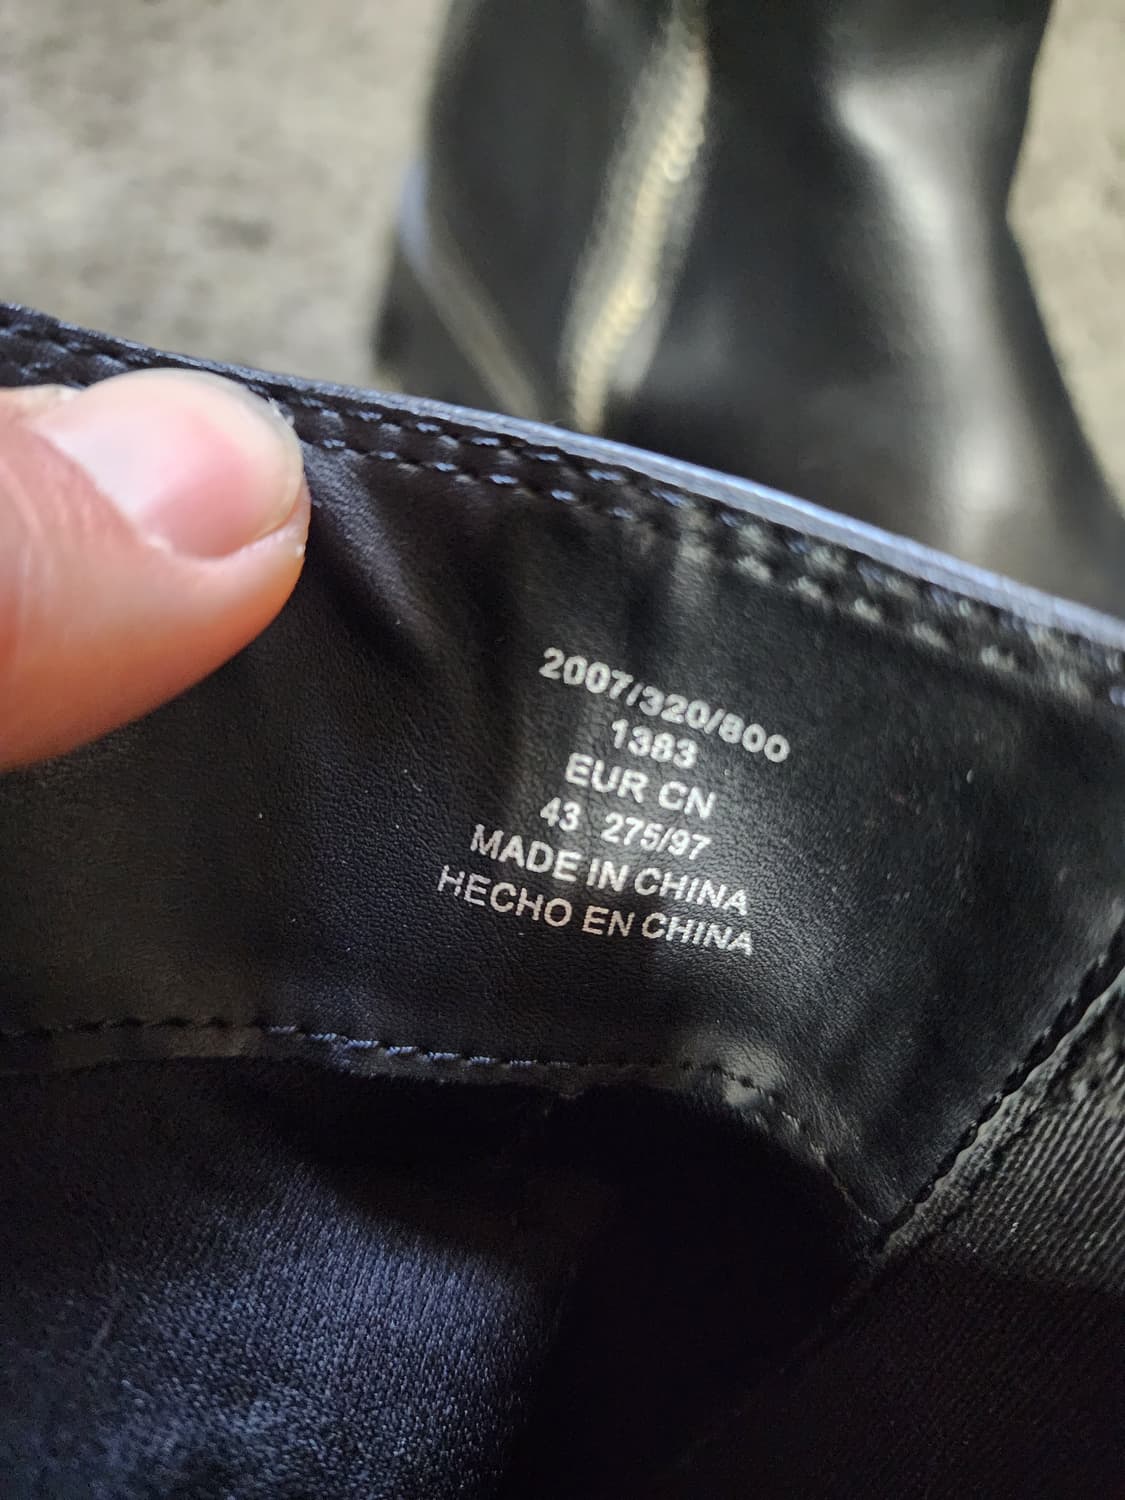 2007/320/800
1383
EUR CN
43 275/97
MADE IN CHINA
HECHO EN CHINA